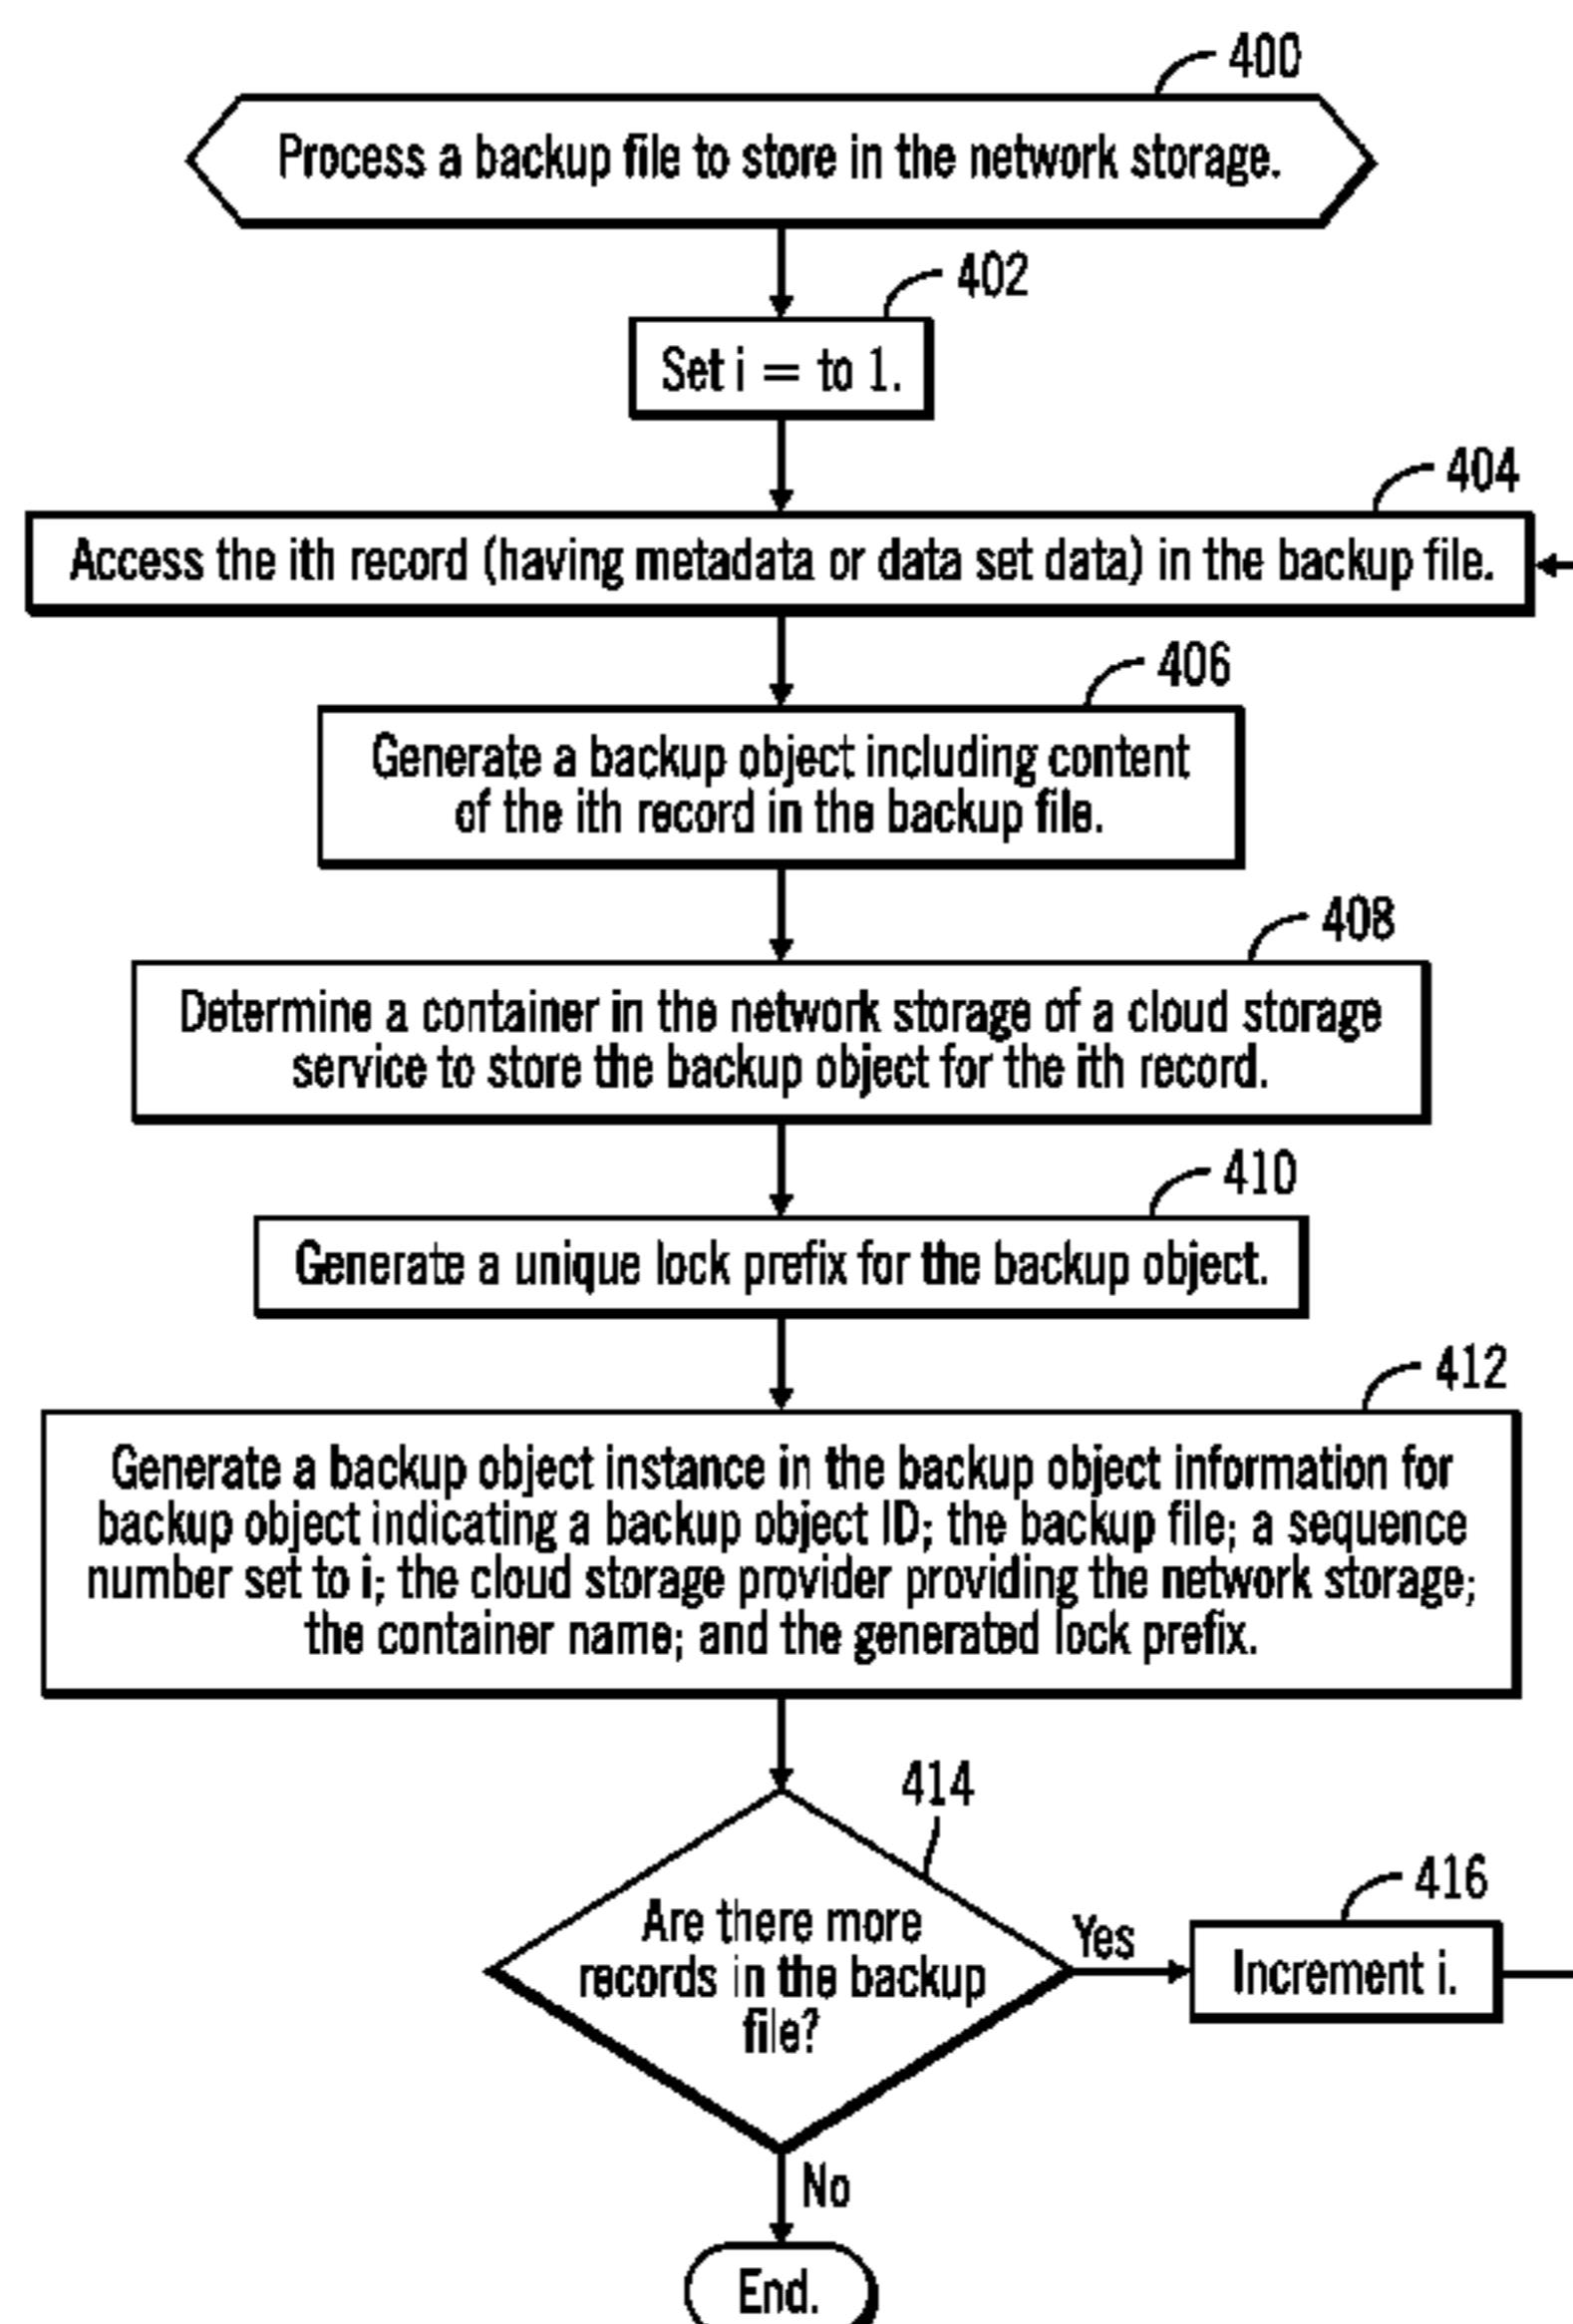 400
Process a backup file to store in the network storage.
402
Set i = to 1.
404
Access the ith record (having metadata or data set data) in the backup file.
406
Generate a backup object including content
of the ith record in the backup file.
408
Determine a container in the network storage of a cloud storage
service to store the backup object for the ith record.
410
Generate a unique lock prefix for the backup object.
412
Generate a backup object instance in the backup object information for
backup object indicating a backup object ID; the backup file; a sequence
number set to i; the cloud storage provider providing the network storage;
the container name; and the generated lock prefix.
414
Are there more
records in the backup
file?
Yes
416
Increment i.
No
End.